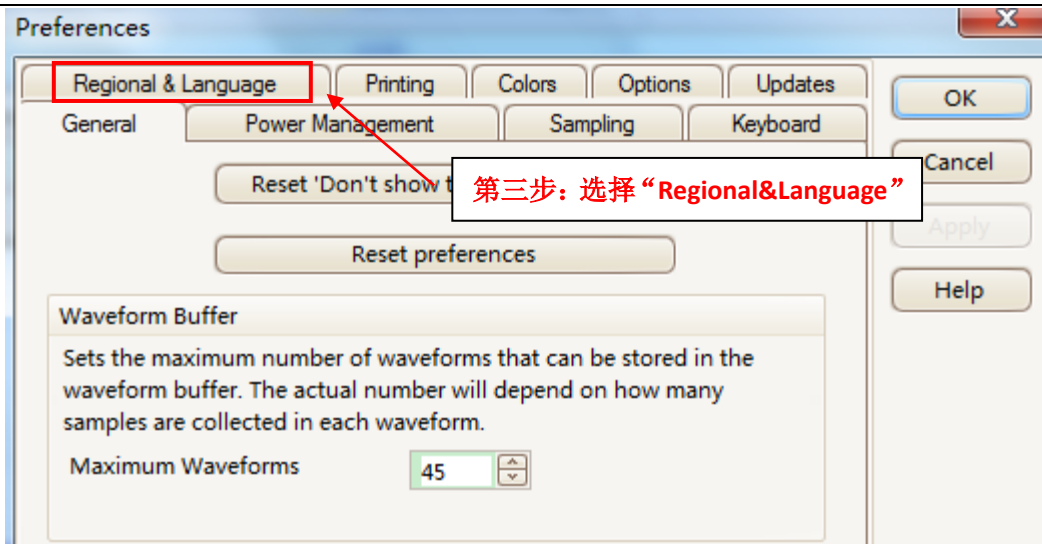 Preferences
Regional & Language Printing Colors Options Updates
General Power Management Sampling Keyboard
OK
Cancel
Apply
Help
Reset 'Don't show
第三步：选择“Regional&Language”
Reset preferences
Waveform Buffer
Sets the maximum number of waveforms that can be stored in the
waveform buffer. The actual number will depend on how many
samples are collected in each waveform.
Maximum Waveforms 45